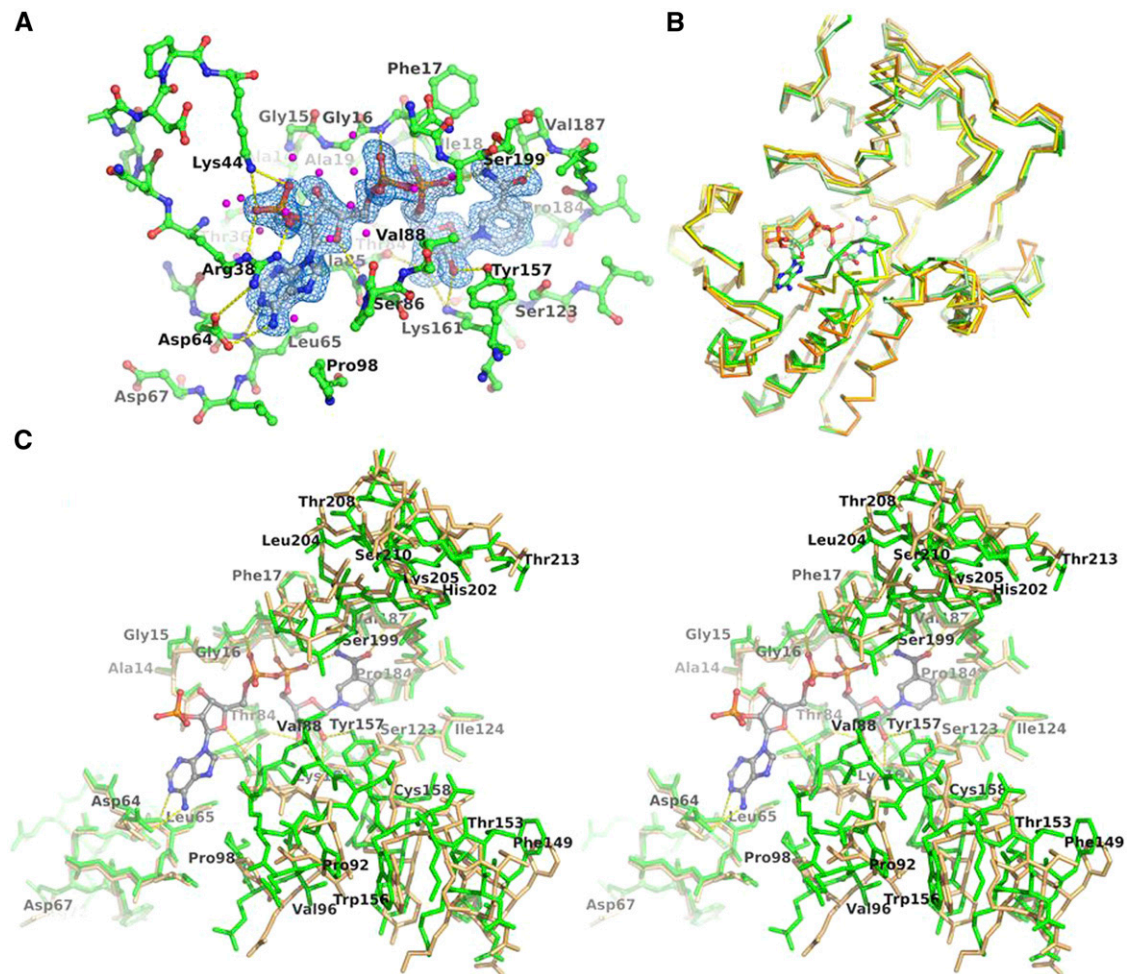 A
B
Phe17
Gly15
Gly16
Val187
Ile18
Ser199
Lys44
Ala19
Pro184
Thr36
Val88
Arg38
Tyr157
Ser86
Ser123
Lys161
Asp64
Leu65
Pro98
Asp67
C
Thr208
Leu204
Ser210
Thr213
Lys205
His202
Phe17
Val187
Gly15
Ser199
Gly16
Ala14
Pro184
Thr84
Val88
Tyr157
Ser123
Ile124
Asp64
Cys158
Leu65
Thr153
Phe149
Pro98
Pro92
Trp156
Asp67
Val96
Thr208
Leu204
Ser210
Thr213
Lys205
His202
Phe17
Val187
Gly15
Ser199
Gly16
Ala14
Pro184
Thr84
Val88
Tyr157
Ser123
Ile124
Asp64
Cys158
Leu65
Thr153
Phe149
Pro98
Pro92
Trp156
Asp67
Val96